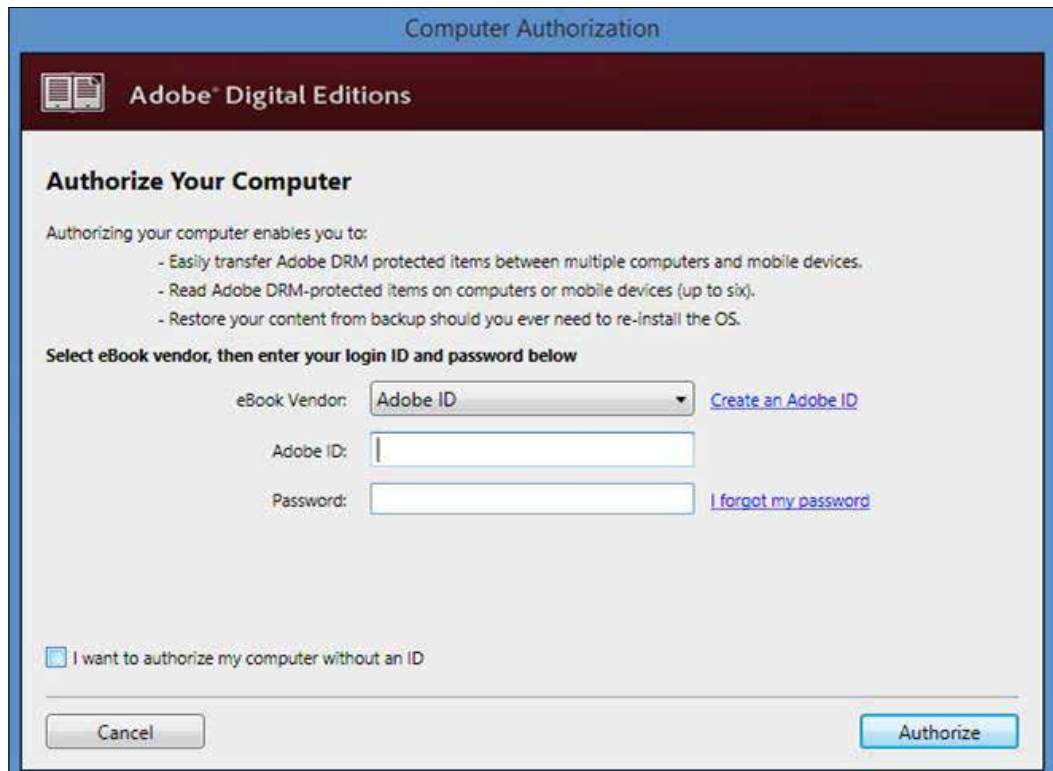 Computer Authorization
Adobe® Digital Editions
Authorize Your Computer
Authorizing your computer enables you to:
- Easily transfer Adobe DRM protected items between multiple computers and mobile devices.
- Read Adobe DRM-protected items on computers or mobile devices (up to six).
- Restore your content from backup should you ever need to re-install the OS.
Select eBook vendor, then enter your login ID and password below
eBook Vendor: Adobe ID Create an Adobe ID
Adobe ID:
Password: I forgot my password
I want to authorize my computer without an ID
Cancel Authorize